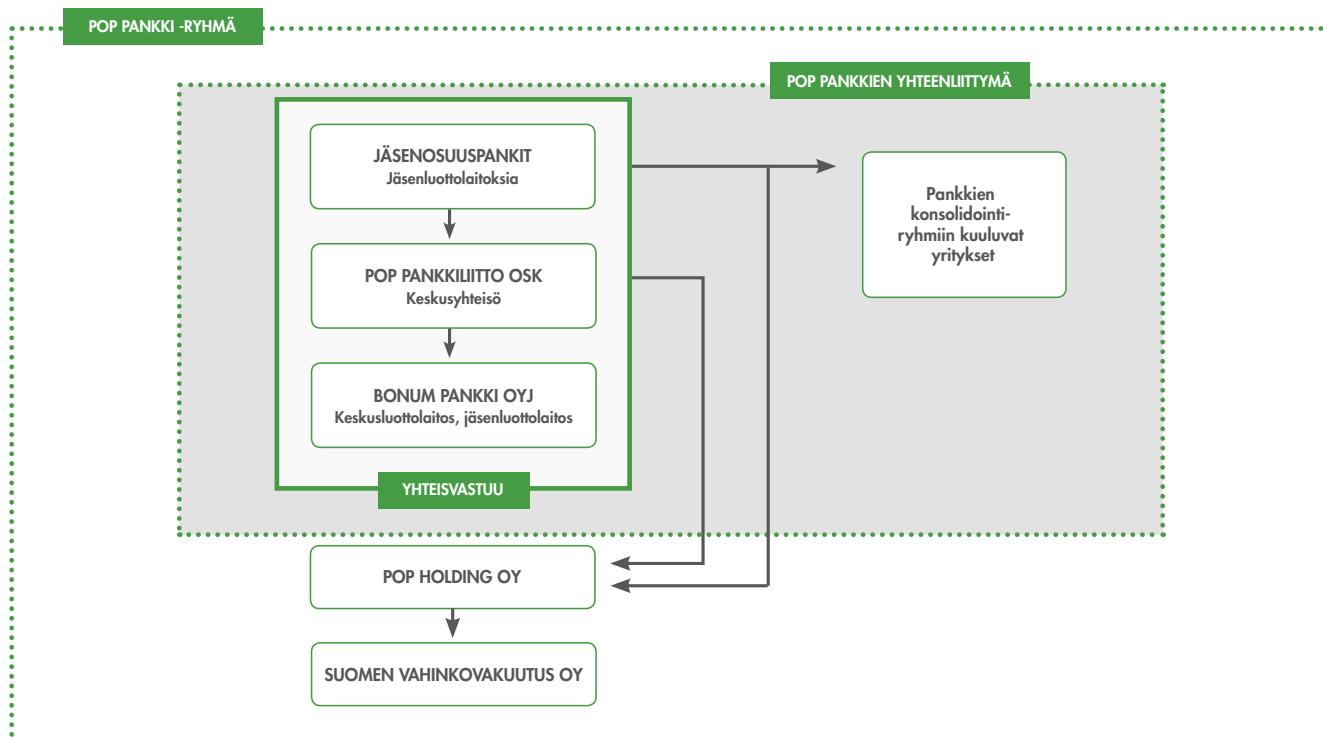 POP PANKKI -RYHMÄ
POP PANKKIEN YHTEENLIITTYMÄ
JÄSENOSUUSPANKIT
Jäsenluottolaitoksia
POP PANKKILIITTO OSK
Keskusyhteisö
BONUM PANKKI OYJ
Keskusluottolaitos, jäsenluottolaitos
YHTEISVASTUU
Pankkien
konsolidointi-
ryhmiin kuuluvat
yritykset
POP HOLDING OY
SUOMEN VAHINKOVAKUUTUS OY